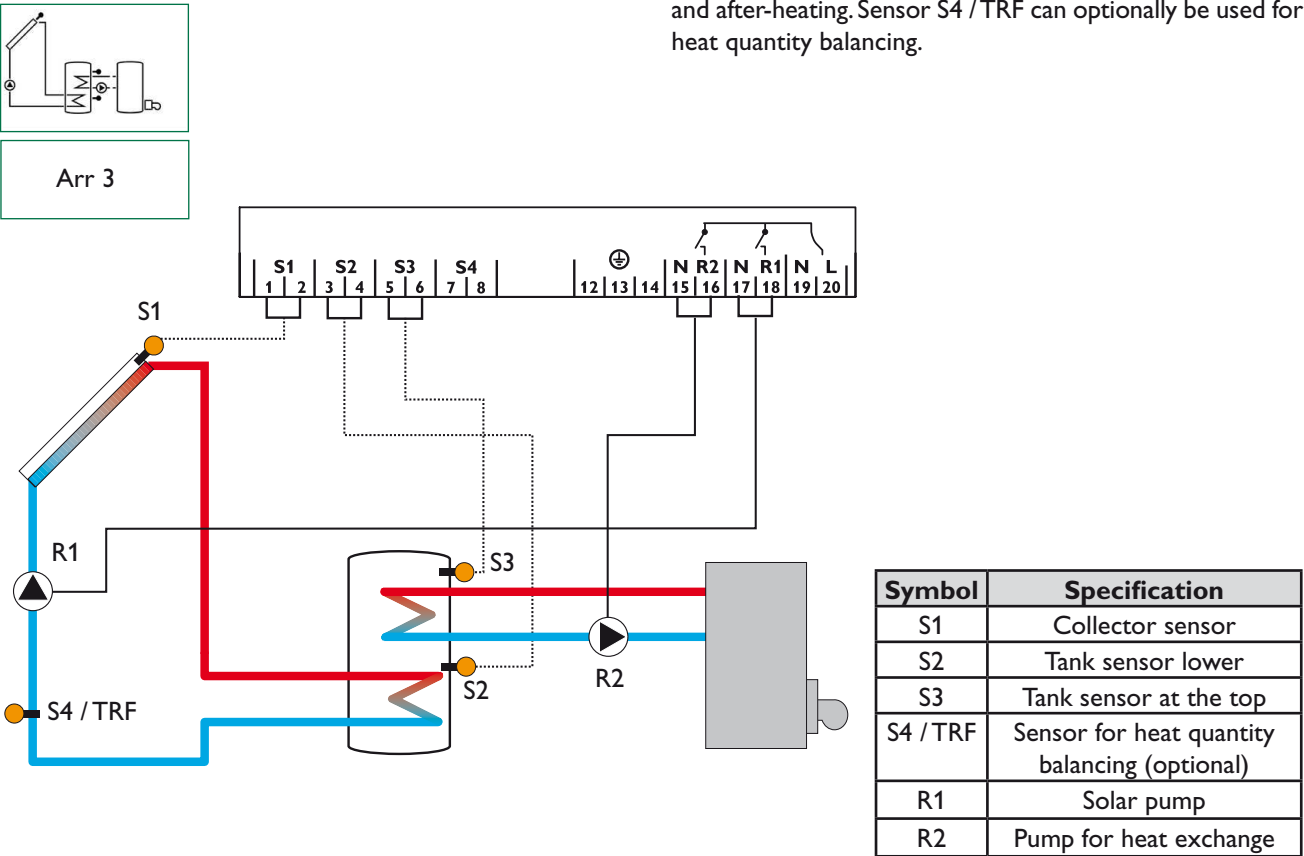 and after-heating. Sensor S4 / TRF can optionally be used for
heat quantity balancing.
Arr 3
S1 S2 S3 S4 N R2 N R1 N L
1 2 3 4 5 6 7 8 12 13 14 15 16 17 18 19 20
S1
R1
S3
S2
R2
S4 / TRF
Symbol Specification
S1 Collector sensor
S2 Tank sensor lower
S3 Tank sensor at the top
S4 / TRF Sensor for heat quantity
balancing (optional)
R1 Solar pump
R2 Pump for heat exchange